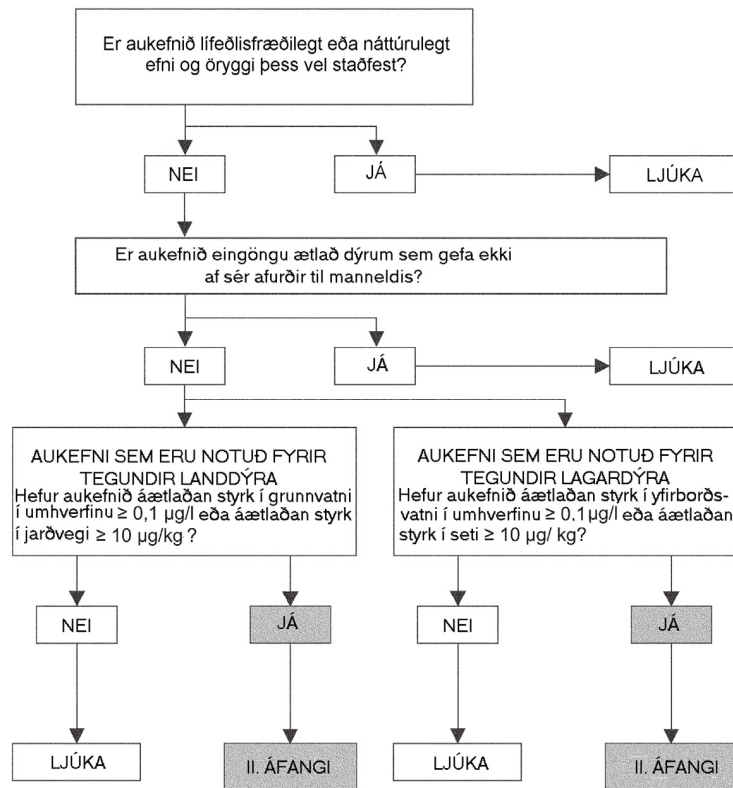 Er aukefnið lífeðlisfræðilegt eða náttúrulegt
efni og öryggi þess vel staðfest?
NEI
JÁ
LJÚKA
Er aukefnið eingöngu ætlað dýrum sem gefa ekki
af sér afurðir til manneldis?
NEI
JÁ
LJÚKA
AUKEFNI SEM ERU NOTUÐ FYRIR
TEGUNDIR LANDDÝRA
Hefur aukefnið áætlaðan styrk í grunnvatni
í umhverfinu ≥ 0,1 µg/l eða áætlaðan styrk
í jarðvegi ≥ 10 µg/kg ?
AUKEFNI SEM ERU NOTUÐ FYRIR
TEGUNDIR LAGARDÝRA
Hefur aukefnið áætlaðan styrk í yfirborðs-
vatni í umhverfinu ≥ 0,1 µg/l eða áætlaðan
styrk í seti ≥ 10 µg/ kg?
NEI
JÁ
NEI
JÁ
LJÚKA
II. ÁFANGI
LJÚKA
II. ÁFANGI